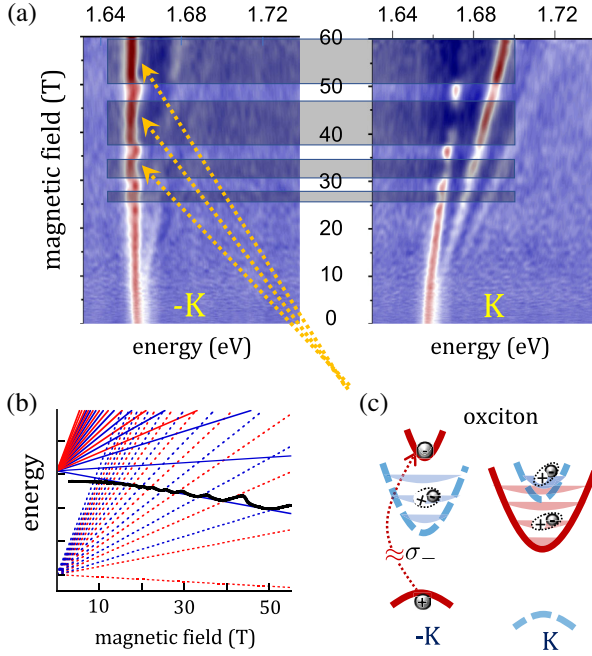 (a)
1.64 1.68 1.72 1.64 1.68 1.72
magnetic field (T)
60
50
40
30
20
10
0
-K K
energy (eV) energy (eV)
(b) (c)
oxciton
energy
10 30 50
magnetic field (T)
- + - + - + -
≈σ−
+
-K K